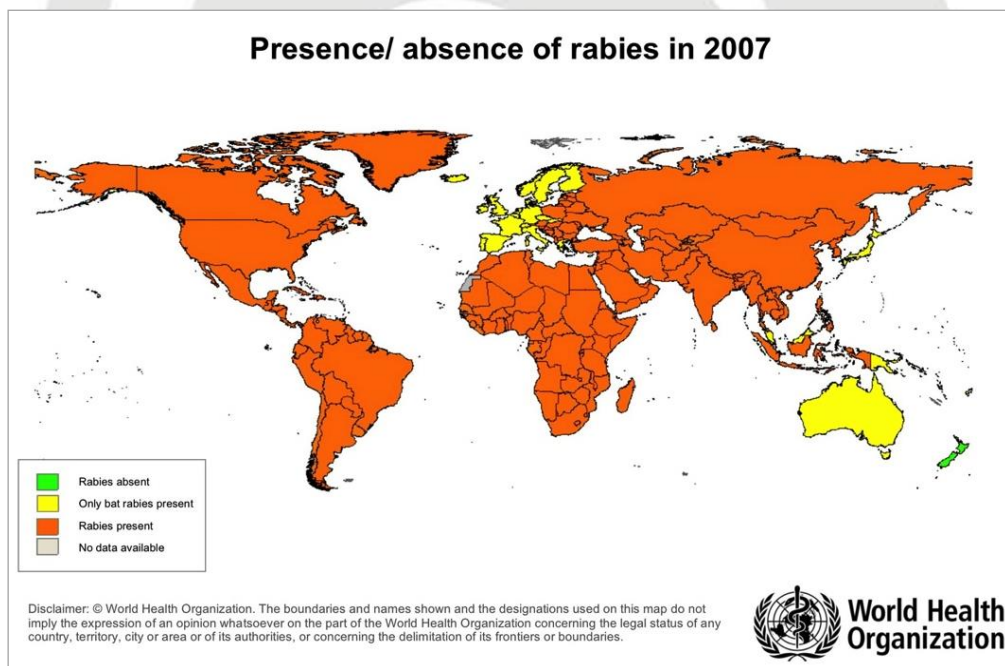 Presence/ absence of rabies in 2007
Rabies absent
Only bat rabies present
Rabies present
No data available
Disclaimer: © World Health Organization. The boundaries and names shown and the designations used on this map do not
imply the expression of an opinion whatsoever on the part of the World Health Organization concerning the legal status of any
country, territory, city or area or of its authorities, or concerning the delimitation of its frontiers or boundaries.
World Health
Organization